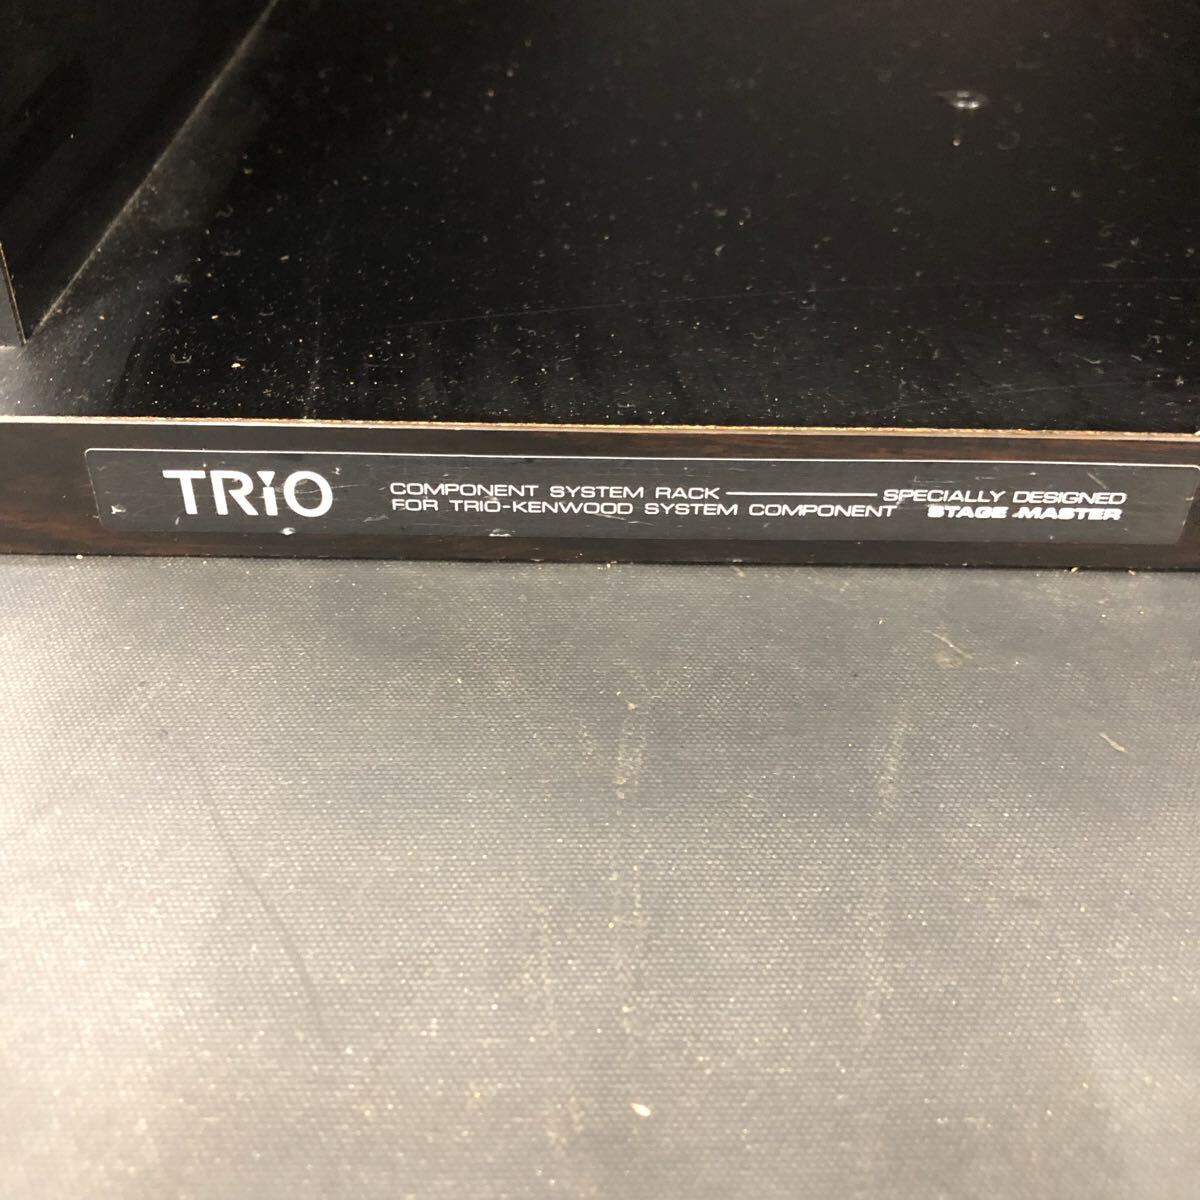 TRIO
COMPONENT SYSTEM RACK ———— SPECIALLY DESIGNED
FOR TRIO-KENWOOD SYSTEM COMPONENT STAGE MASTER